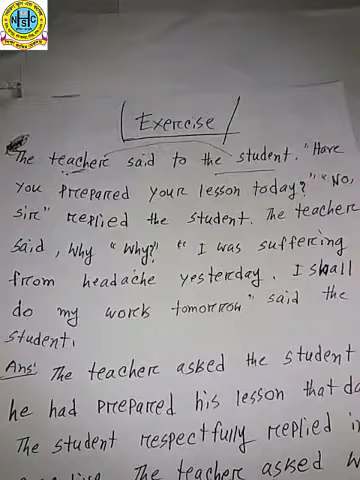 Exercise
The teacher said to the student. "Have
you prepared your lesson today?" "No,
sir" replied the student. The teacher
said, Why "Why?" "I was suffering
from headache yesterday. I shall
do my work tomorrow" said the
student.
Ans: The teacher asked the student
he had prepared his lesson that
The student respectfully replied
The teacher asked